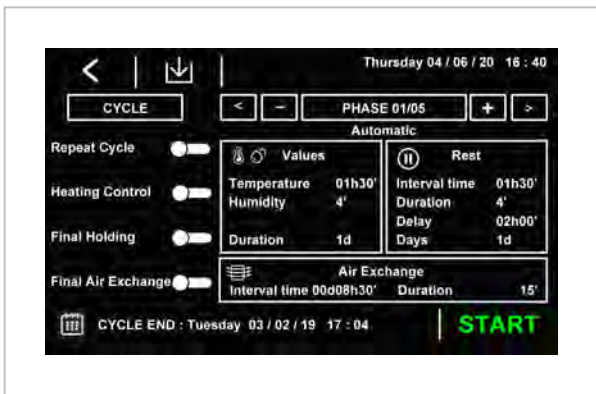 Thursday 04 / 06 / 20 16 : 40
CYCLE < - PHASE 01/05 + >
Automatic
Repeat Cycle
Heating Control
Final Holding
Final Air Exchange
Values
Temperature 01h30'
Humidity 4'
Duration 1d
Rest
Interval time 01h30'
Duration 4'
Delay 02h00'
Days 1d
Air Exchange
Interval time 00d08h30' Duration 15'
CYCLE END : Tuesday 03 / 02 / 19 17 : 04
START